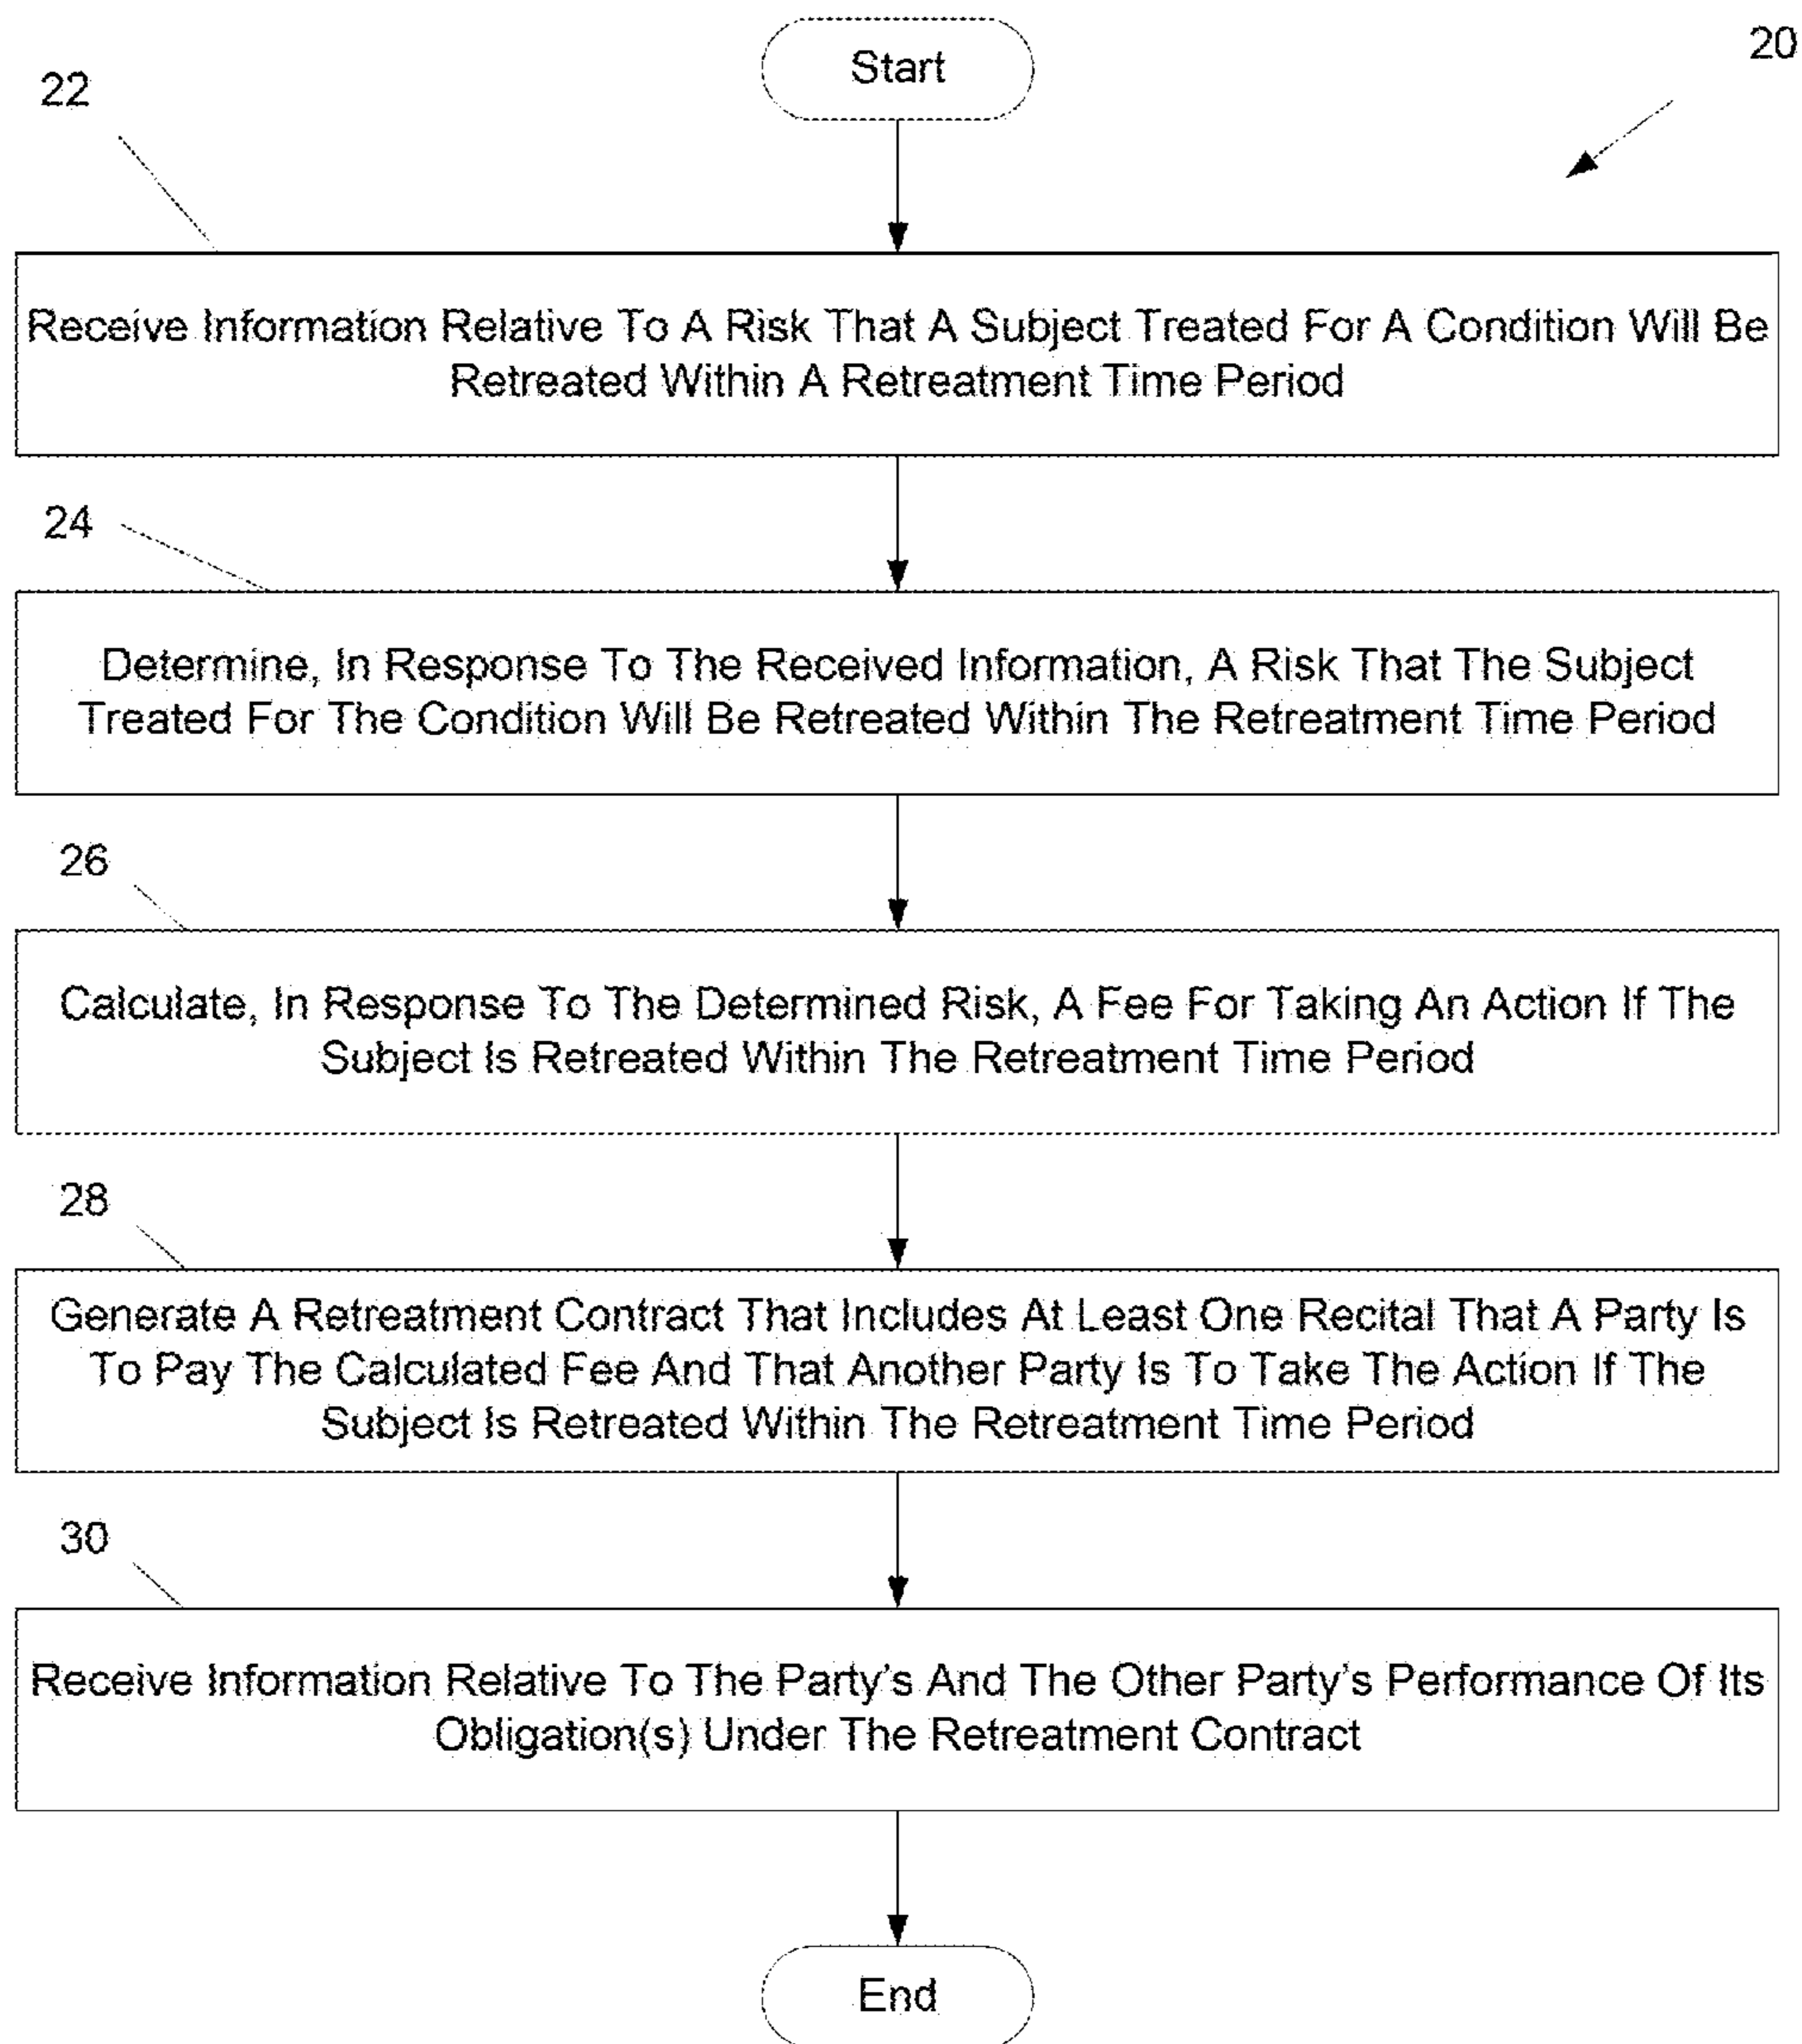 Start
20
22
Receive Information Relative To A Risk That A Subject Treated For A Condition Will Be
Retreated Within A Retreatment Time Period
24
Determine, In Response To The Received Information, A Risk That The Subject
Treated For The Condition Will Be Retreated Within The Retreatment Time Period
26
Calculate, In Response To The Determined Risk, A Fee For Taking An Action If The
Subject Is Retreated Within The Retreatment Time Period
28
Generate A Retreatment Contract That Includes At Least One Recital That A Party Is
To Pay The Calculated Fee And That Another Party Is To Take The Action If The
Subject Is Retreated Within The Retreatment Time Period
30
Receive Information Relative To The Party's And The Other Party's Performance Of Its
Obligation(s) Under The Retreatment Contract
End